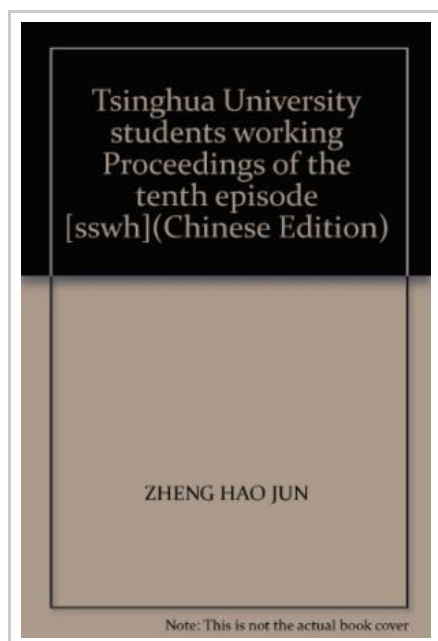 Tsinghua University
students working
Proceedings of the
tenth episode
[sswh](Chinese Edition)
ZHENG HAO JUN
Note: This is not the actual book cover